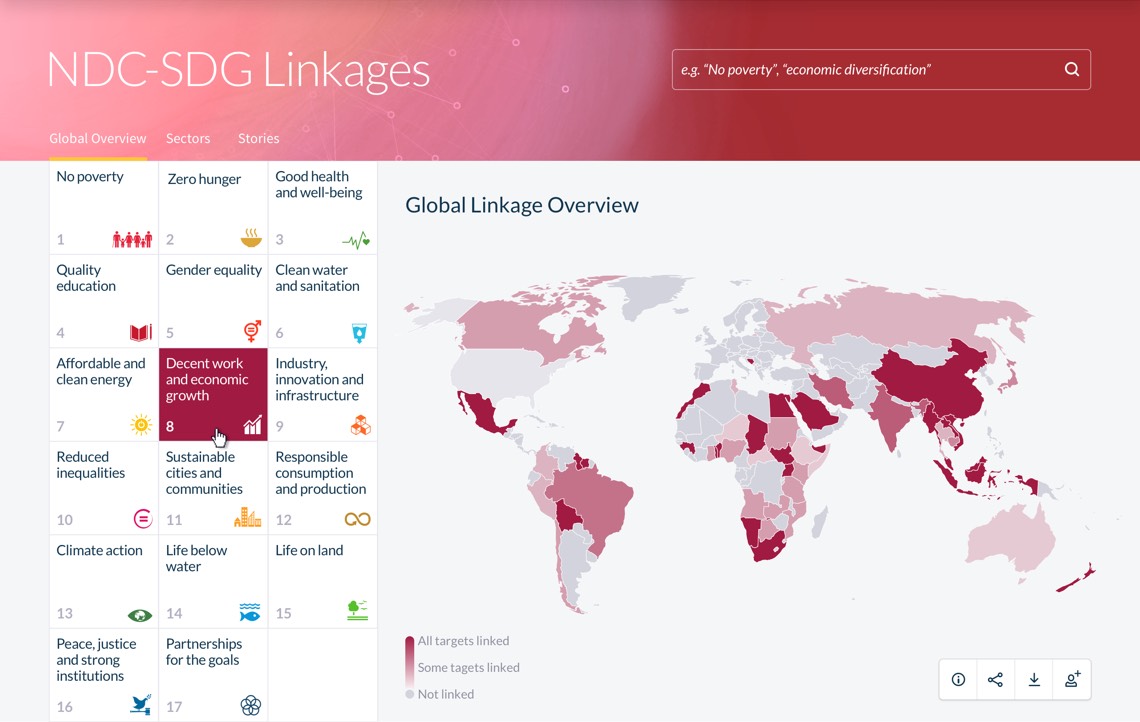 NDC-SDG Linkages
e.g. “No poverty”, “economic diversification”
Global Overview
Sectors
Stories
No poverty
1
Zero hunger
2
Good health
and well-being
3
Quality
education
4
Gender equality
5
Clean water
and sanitation
6
Affordable and
clean energy
7
Decent work
and economic
growth
8
Industry,
innovation and
infrastructure
9
Reduced
inequalities
10
Sustainable
cities and
communities
11
Responsible
consumption
and production
12
Climate action
13
Life below
water
14
Life on land
15
Peace, justice
and strong
institutions
16
Partnerships
for the goals
17
Global Linkage Overview
All targets linked
Some tagets linked
Not linked